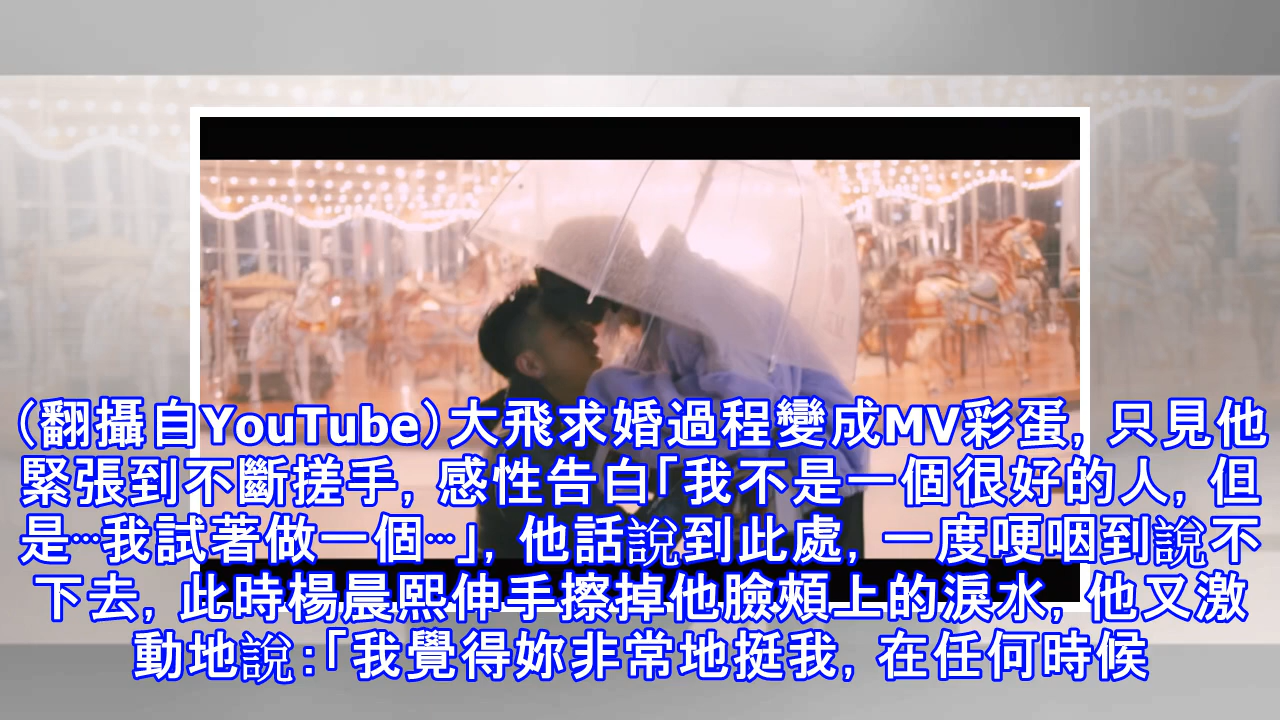 （翻攝自YouTube）大飛求婚過程變成MV彩蛋, 只見他
緊張到不斷搓手, 感性告白「我不是一個很好的人, 但
是…我試著做一個…」, 他話說到此處, 一度哽咽到說不
下去, 此時楊晨熙伸手擦掉他臉頰上的淚水, 他又激
動地說：「我覺得妳非常地挺我, 在任何時候